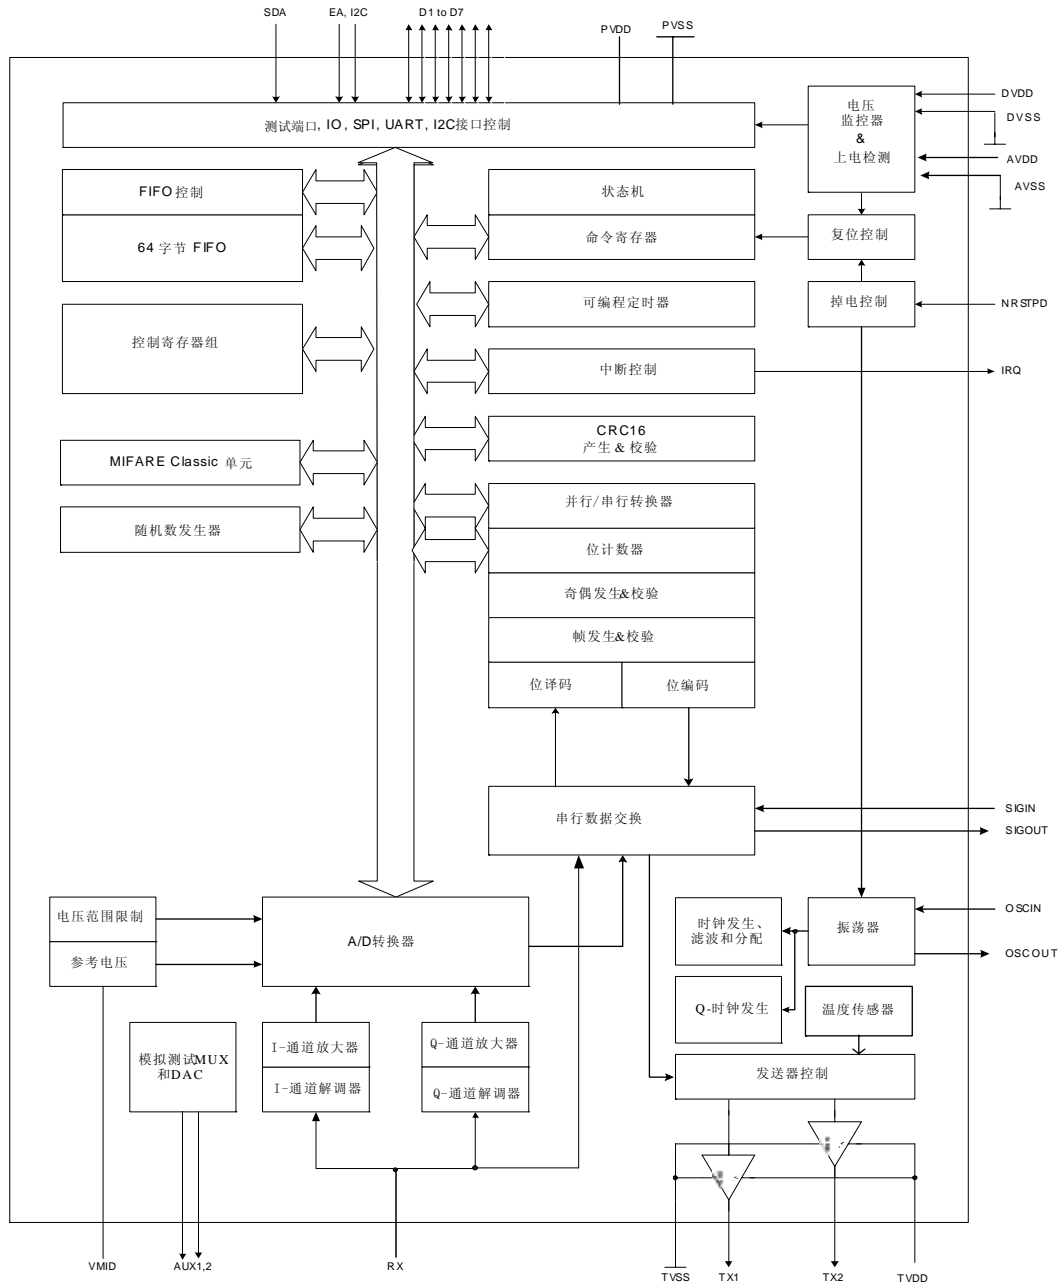 SDA
EA, I2C
D1 to D7
PVDD
PVSS
测试端口, IO, SPI, UART, I2C接口控制
电压
监控器
&
上电检测
DVDD
DVSS
AVDD
AVSS
FIFO 控制
64 字节 FIFO
状态机
命令寄存器
复位控制
控制寄存器组
可编程定时器
掉电控制
NRSTPD
中断控制
IRQ
MIFARE Classic 单元
CRC16
产生 & 校验
随机数发生器
并行/串行转换器
位计数器
奇偶发生&校验
帧发生&校验
位译码
位编码
串行数据交换
SIGIN
SIGOUT
电压范围限制
参考电压
A/D转换器
时钟发生、
滤波和分配
振荡器
OSCIN
OSCOUT
Q-时钟发生
温度传感器
模拟测试MUX
和DAC
I-通道放大器
I-通道解调器
Q-通道放大器
Q-通道解调器
发送器控制
VMID
AUX1,2
RX
TVSS
TX1
TX2
TVDD